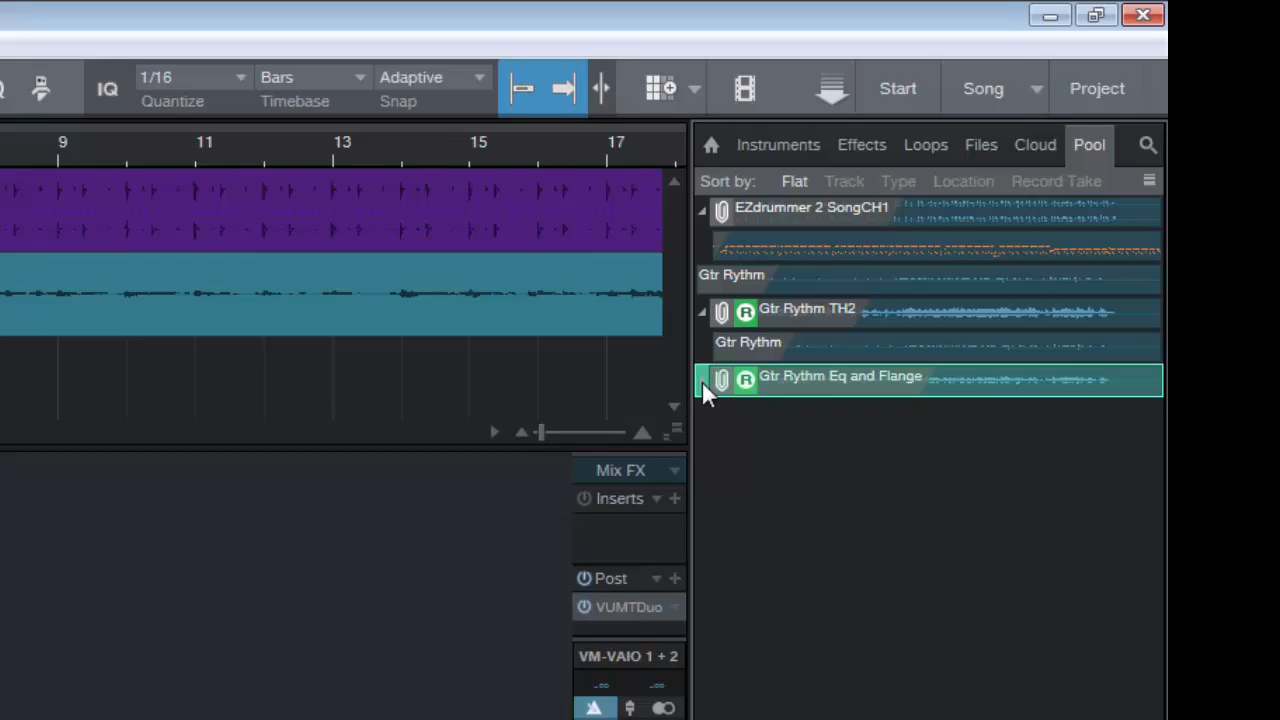 IQ 1/16 Bars Adaptive Start Song Project
Quantize Timebase Snap
9 11 13 15 17
Instruments Effects Loops Files Cloud Pool
Sort by: Flat Track Type Location Record Take
EZdrummer 2 SongCH1
Gtr Rythm
R Gtr Rythm TH2
Gtr Rythm
R Gtr Rythm Eq and Flange
Mix FX
Inserts
Post
VUMTDuo
VM-VAIO 1 + 2
-∞ -∞